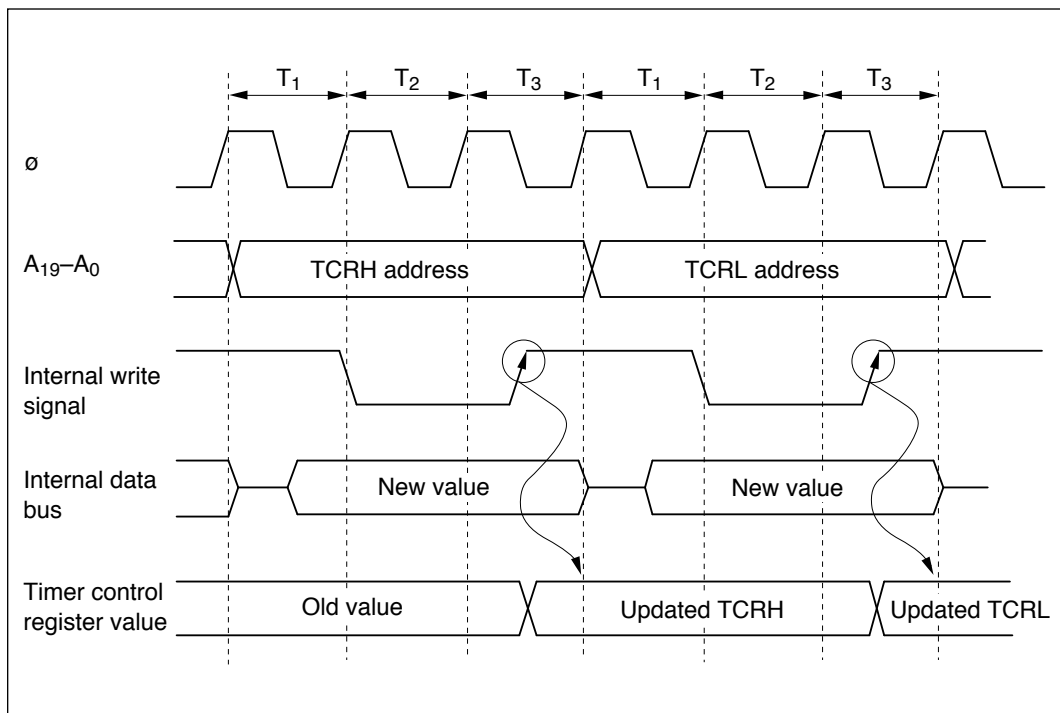 T₁ T₂ T₃ T₁ T₂ T₃
ø
A₁₉–A₀
TCRH address TCRL address
Internal write
signal
Internal data
bus
New value New value
Timer control
register value
Old value Updated TCRH Updated TCRL